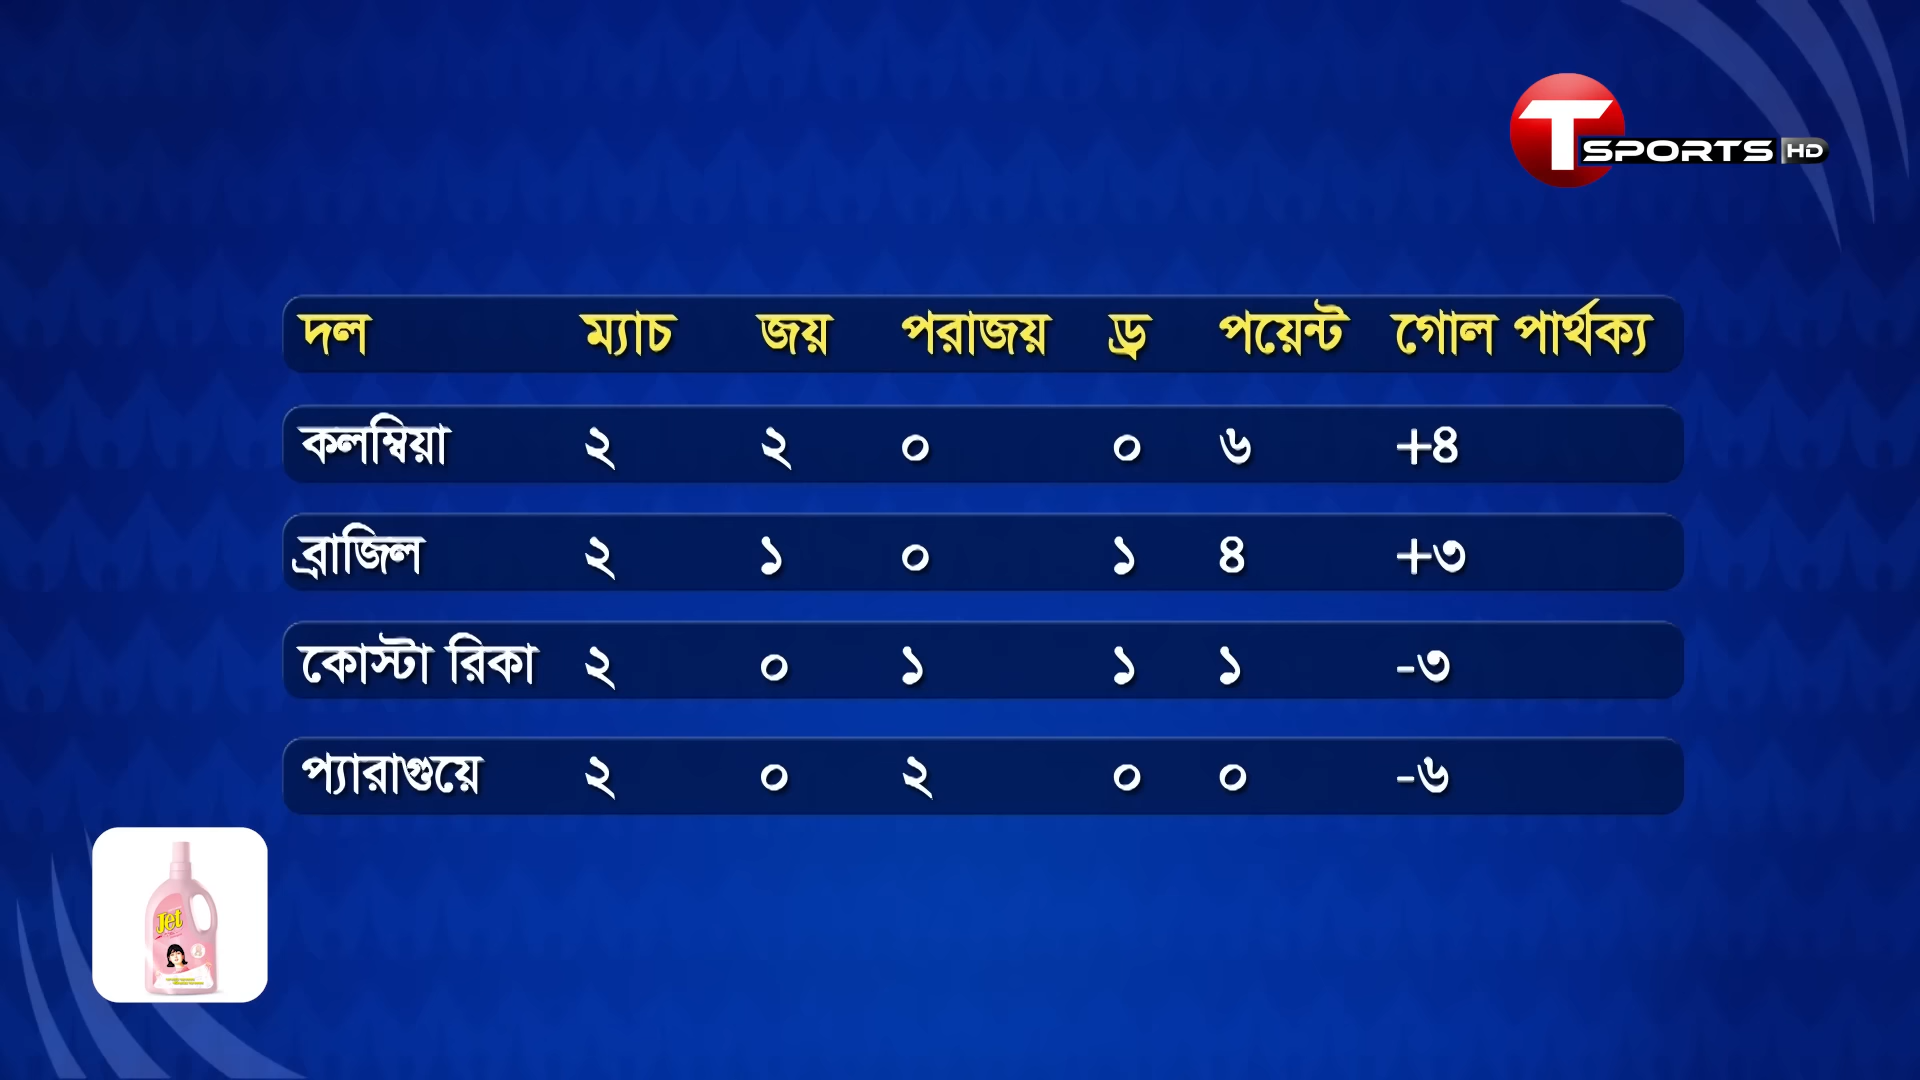 T SPORTS HD
দল ম্যাচ জয় পরাজয় ড্র পয়েন্ট গোল পার্থক্য
কলম্বিয়া ২ ২ ০ ০ ৬ +৪
ব্রাজিল ২ ১ ০ ১ ৪ +৩
কোস্টা রিকা ২ ০ ১ ১ ১ -৩
প্যারাগুয়ে ২ ০ ২ ০ ০ -৬
Jet